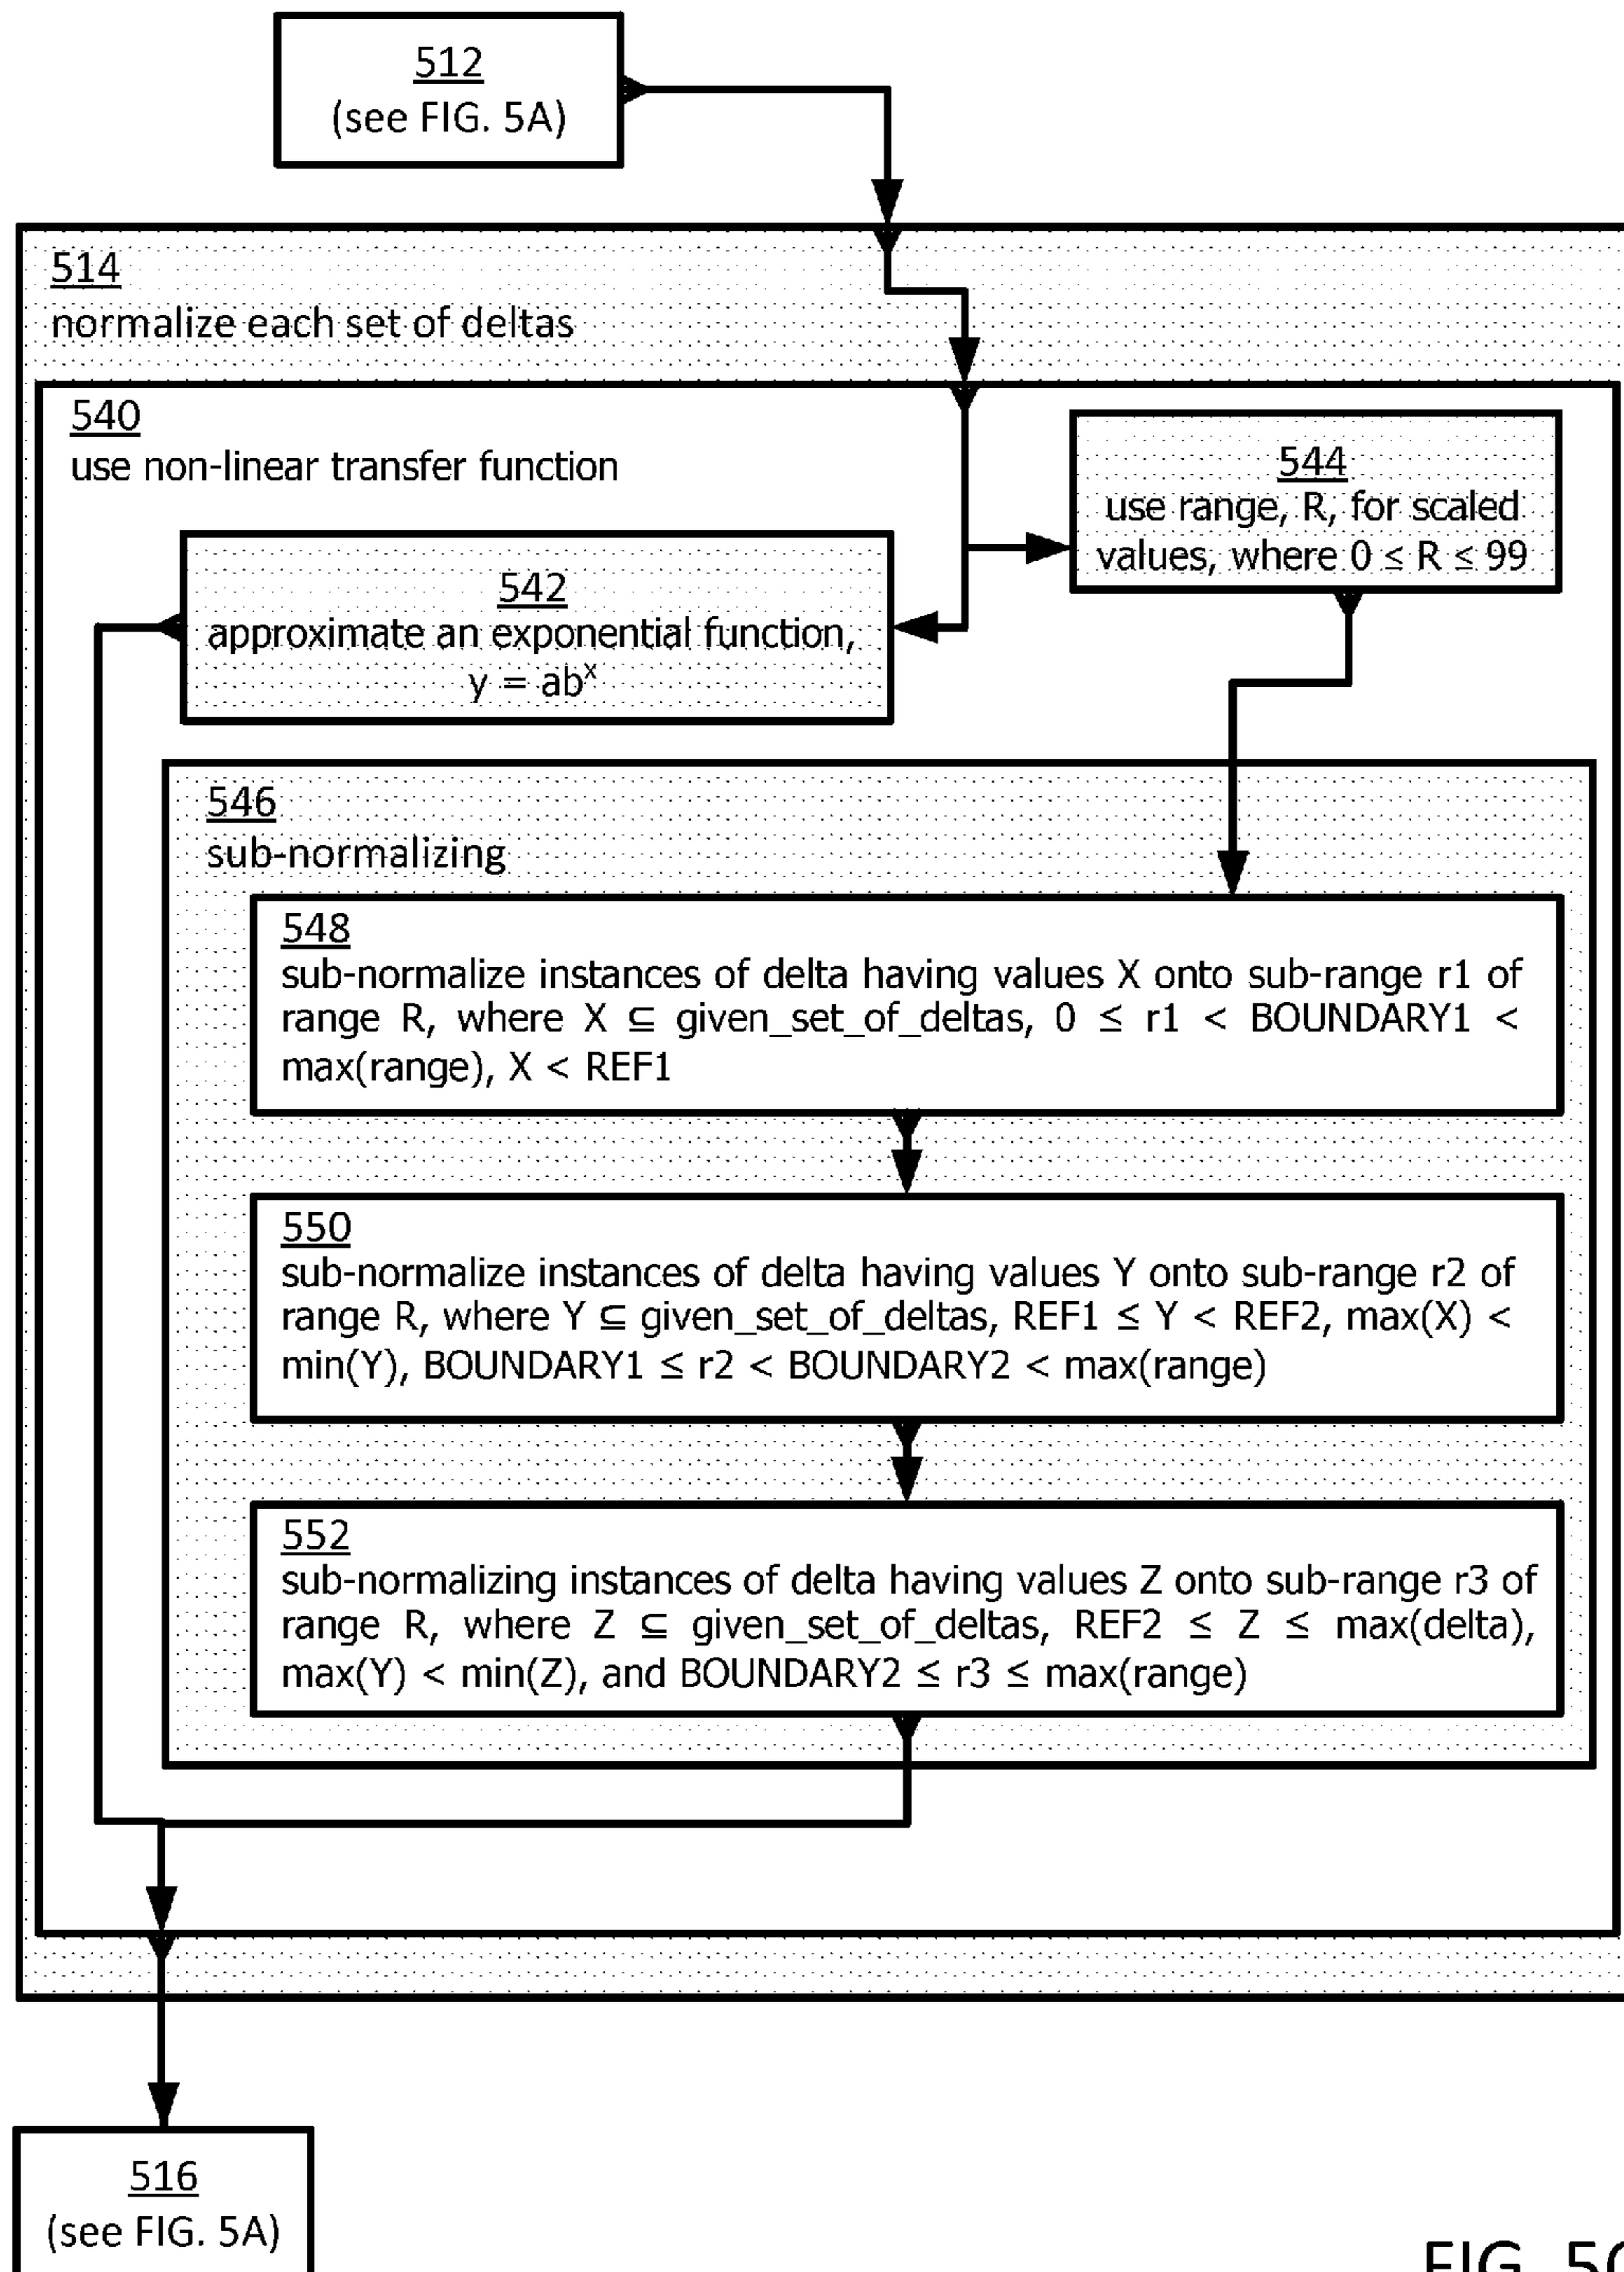 512
(see FIG. 5A)
514
normalize each set of deltas
540
use non-linear transfer function
544
use range, R, for scaled
values, where 0 ≤ R ≤ 99
542
approximate an exponential function,
y = abˣ
546
sub-normalizing
548
sub-normalize instances of delta having values X onto sub-range r1 of
range R, where X ⊆ given_set_of_deltas, 0 ≤ r1 < BOUNDARY1 <
max(range), X < REF1
550
sub-normalize instances of delta having values Y onto sub-range r2 of
range R, where Y ⊆ given_set_of_deltas, REF1 ≤ Y < REF2, max(X) <
min(Y), BOUNDARY1 ≤ r2 < BOUNDARY2 < max(range)
552
sub-normalizing instances of delta having values Z onto sub-range r3 of
range R, where Z ⊆ given_set_of_deltas, REF2 ≤ Z ≤ max(delta),
max(Y) < min(Z), and BOUNDARY2 ≤ r3 ≤ max(range)
516
(see FIG. 5A)
FIG.